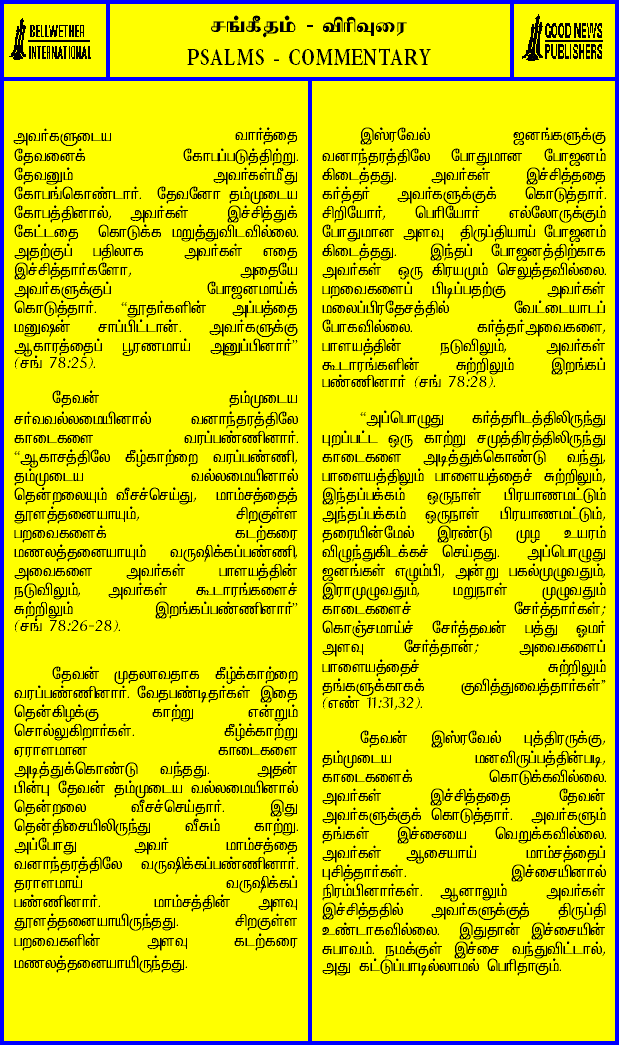 BELLWETHER
INTERNATIONAL
சங்கீதம் - விரிவுரை
PSALMS - COMMENTARY
GOOD NEWS
PUBLISHERS
அவர்களுடைய வார்த்தை
தேவனைக் கோபப்படுத்திற்று.
தேவனும் அவர்கள்மீது
கோபங்கொண்டார். தேவனோ தம்முடைய
கோபத்தினால், அவர்கள் இச்சித்துக்
கேட்டதை கொடுக்க மறுத்துவிடவில்லை.
அதற்குப் பதிலாக அவர்கள் எதை
இச்சித்தார்களோ, அதையே
அவர்களுக்குப் போஜனமாய்க்
கொடுத்தார். “தூதர்களின் அப்பத்தை
மனுஷன் சாப்பிட்டான். அவர்களுக்கு
ஆகாரத்தைப் பூரணமாய் அனுப்பினார்”
(சங் 78:25).
தேவன் தம்முடைய
சர்வவல்லமையினால் வனாந்தரத்திலே
காடைகளை வரப்பண்ணினார்.
“ஆகாசத்திலே கீழ்காற்றை வரப்பண்ணி,
தம்முடைய வல்லமையினால்
தென்றலையும் வீசச்செய்து, மாம்சத்தைத்
தூளத்தனையாயும், சிறகுள்ள
பறவைகளைக் கடற்கரை
மணலத்தனையாயும் வருஷிக்கப்பண்ணி,
அவைகளை அவர்கள் பாளயத்தின்
நடுவிலும், அவர்கள் கூடாரங்களைச்
சுற்றிலும் இறங்கப்பண்ணினார்”
(சங் 78:26-28).
தேவன் முதலாவதாக கீழ்க்காற்றை
வரப்பண்ணினார். வேதபண்டிதர்கள் இதை
தென்கிழக்கு காற்று என்றும்
சொல்லுகிறார்கள். கீழ்க்காற்று
ஏராளமான காடைகளை
அடித்துக்கொண்டு வந்தது. அதன்
பின்பு தேவன் தம்முடைய வல்லமையினால்
தென்றலை வீசச்செய்தார். இது
தென்திசையிலிருந்து வீசும் காற்று.
அப்போது அவர் மாம்சத்தை
வனாந்தரத்திலே வருஷிக்கப்பண்ணினார்.
தாராளமாய் வருஷிக்கப்
பண்ணினார். மாம்சத்தின் அளவு
தூளத்தனையாயிருந்தது. சிறகுள்ள
பறவைகளின் அளவு கடற்கரை
மணலத்தனையாயிருந்தது.
இஸ்ரவேல் ஜனங்களுக்கு
வனாந்தரத்திலே போதுமான போஜனம்
கிடைத்தது. அவர்கள் இச்சித்ததை
கர்த்தர் அவர்களுக்குக் கொடுத்தார்.
சிறியோர், பெரியோர் எல்லோருக்கும்
போதுமான அளவு திருப்தியாய் போஜனம்
கிடைத்தது. இந்தப் போஜனத்திற்காக
அவர்கள் ஒரு கிரயமும் செலுத்தவில்லை.
பறவைகளைப் பிடிப்பதற்கு அவர்கள்
மலைப்பிரதேசத்தில் வேட்டையாடப்
போகவில்லை. கர்த்தர்அவைகளை,
பாளயத்தின் நடுவிலும், அவர்கள்
கூடாரங்களின் சுற்றிலும் இறங்கப்
பண்ணினார் (சங் 78:28).
“அப்பொழுது கர்த்தரிடத்திலிருந்து
புறப்பட்ட ஒரு காற்று சமுத்திரத்திலிருந்து
காடைகளை அடித்துக்கொண்டு வந்து,
பாளையத்திலும் பாளையத்தைச் சுற்றிலும்,
இந்தப்பக்கம் ஒருநாள் பிரயாணமட்டும்
அந்தப்பக்கம் ஒருநாள் பிரயாணமட்டும்,
தரையின்மேல் இரண்டு முழ உயரம்
விழுந்துகிடக்கச் செய்தது. அப்பொழுது
ஜனங்கள் எழும்பி, அன்று பகல்முழுவதும்,
இராமுழுவதும், மறுநாள் முழுவதும்
காடைகளைச் சேர்த்தார்கள்;
கொஞ்சமாய்ச் சேர்த்தவன் பத்து ஓமர்
அளவு சேர்த்தான்; அவைகளைப்
பாளையத்தைச் சுற்றிலும்
தங்களுக்காகக் குவித்துவைத்தார்கள்”
(எண் 11:31,32).
தேவன் இஸ்ரவேல் புத்திரருக்கு,
தம்முடைய மனவிருப்பத்தின்படி,
காடைகளைக் கொடுக்கவில்லை.
அவர்கள் இச்சித்ததை தேவன்
அவர்களுக்குக் கொடுத்தார். அவர்களும்
தங்கள் இச்சையை வெறுக்கவில்லை.
அவர்கள் ஆசையாய் மாம்சத்தைப்
புசித்தார்கள். இச்சையினால்
நிரம்பினார்கள். ஆனாலும் அவர்கள்
இச்சித்ததில் அவர்களுக்குத் திருப்தி
உண்டாகவில்லை. இதுதான் இச்சையின்
சுபாவம். நமக்குள் இச்சை வந்துவிட்டால்,
அது கட்டுப்பாடில்லாமல் பெரிதாகும்.